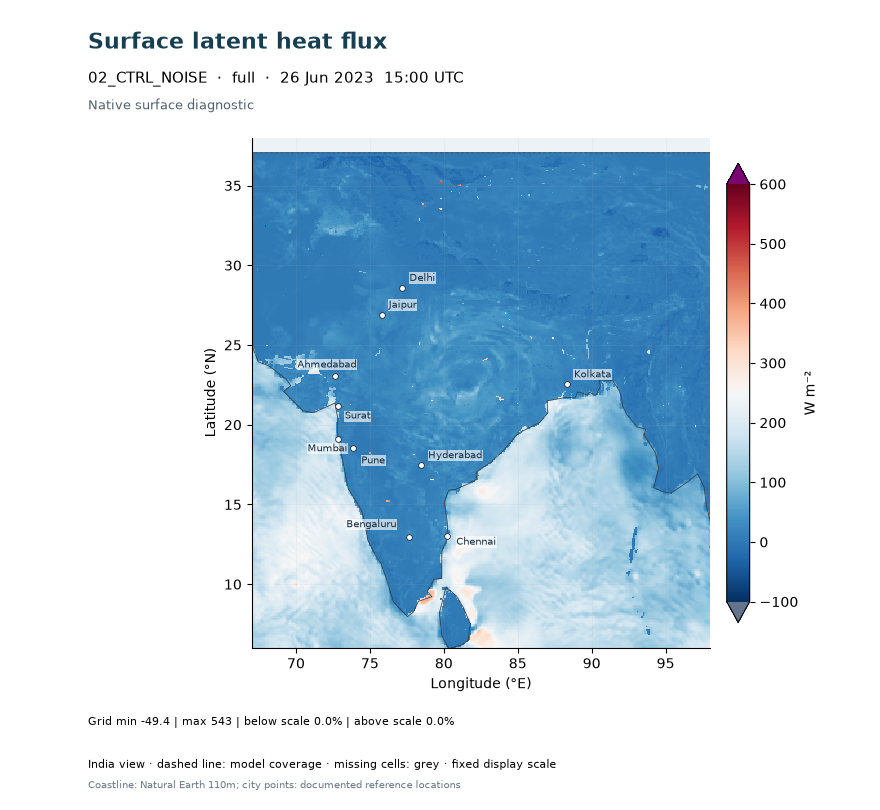 Surface latent heat flux
02_CTRL_NOISE · full · 26 Jun 2023 15:00 UTC
Native surface diagnostic
35
30
25
20
15
10
Latitude (°N)
70
75
80
85
90
95
Longitude (°E)
Delhi
Jaipur
Ahmedabad
Kolkata
Surat
Mumbai
Pune
Hyderabad
Bengaluru
Chennai
600
500
400
300
200
100
0
−100
W m⁻²
Grid min -49.4 | max 543 | below scale 0.0% | above scale 0.0%
India view · dashed line: model coverage · missing cells: grey · fixed display scale
Coastline: Natural Earth 110m; city points: documented reference locations